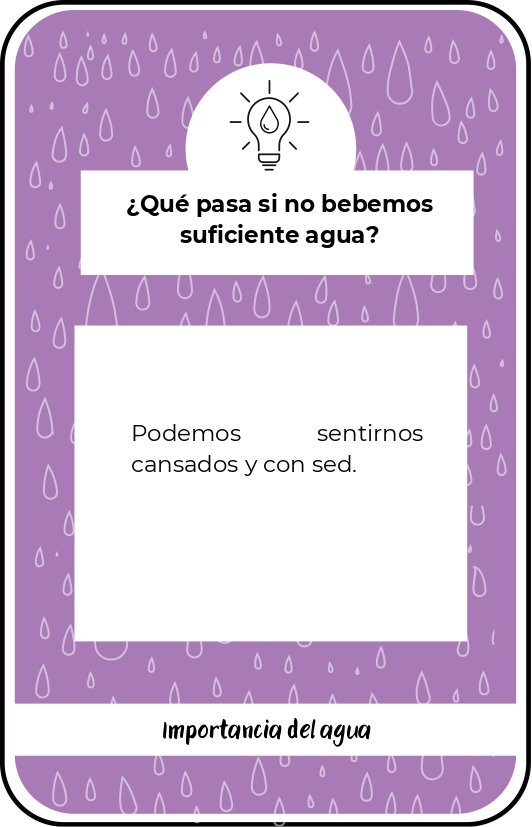 ¿Qué pasa si no bebemos
suficiente agua?
Podemos sentirnos
cansados y con sed.
Importancia del agua